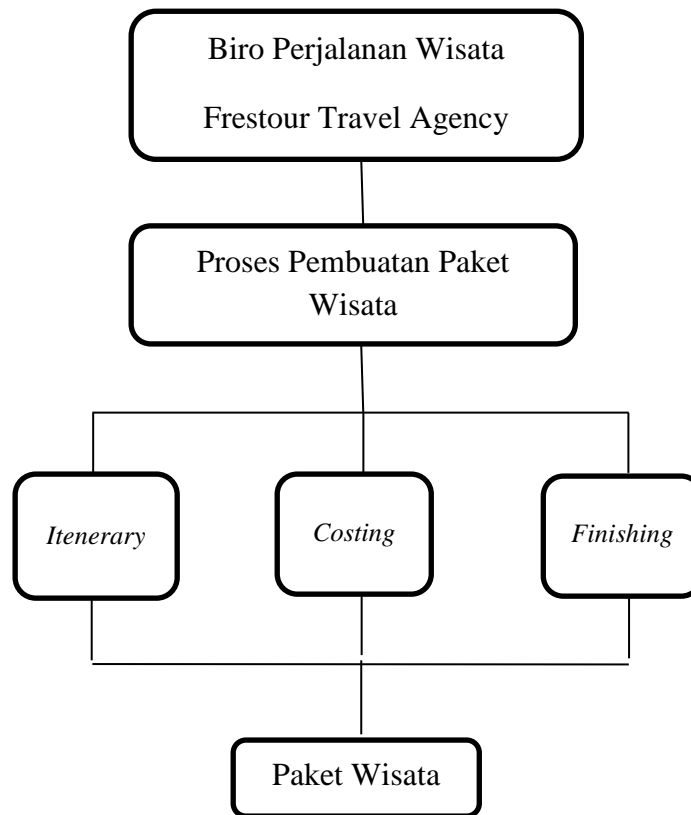 Biro Perjalanan Wisata
Frestour Travel Agency
Proses Pembuatan Paket
Wisata
Itenerary
Costing
Finishing
Paket Wisata